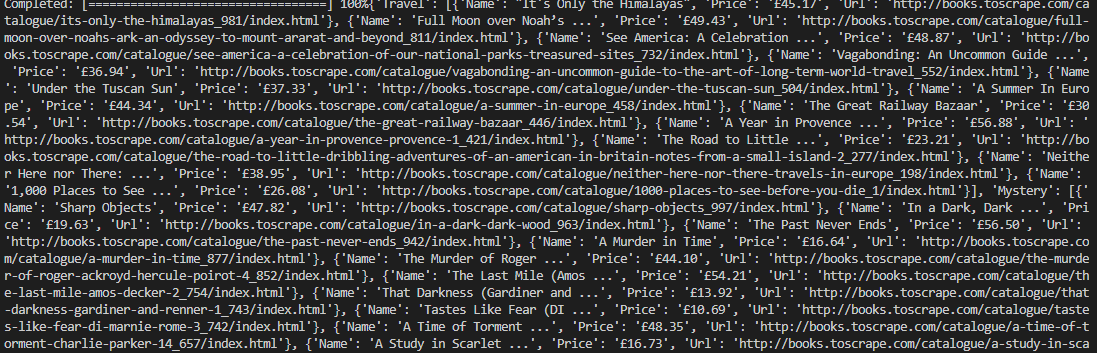 Completed: [==================================] 100%{'Travel': [{'Name': "It's Only the Himalayas", 'Price': '£45.17', 'Url': 'http://books.toscrape.com/ca
talogue/its-only-the-himalayas_981/index.html'}, {'Name': 'Full Moon over Noah’s ...', 'Price': '£49.43', 'Url': 'http://books.toscrape.com/catalogue/full-
moon-over-noahs-ark-an-odyssey-to-mount-ararat-and-beyond_811/index.html'}, {'Name': 'See America: A Celebration ...', 'Price': '£48.87', 'Url': 'http://bo
oks.toscrape.com/catalogue/see-america-a-celebration-of-our-national-parks-treasured-sites_732/index.html'}, {'Name': 'Vagabonding: An Uncommon Guide ...',
'Price': '£36.94', 'Url': 'http://books.toscrape.com/catalogue/vagabonding-an-uncommon-guide-to-the-art-of-long-term-world-travel_552/index.html'}, {'Name
': 'Under the Tuscan Sun', 'Price': '£37.33', 'Url': 'http://books.toscrape.com/catalogue/under-the-tuscan-sun_504/index.html'}, {'Name': 'A Summer In Euro
pe', 'Price': '£44.34', 'Url': 'http://books.toscrape.com/catalogue/a-summer-in-europe_458/index.html'}, {'Name': 'The Great Railway Bazaar', 'Price': '£30
.54', 'Url': 'http://books.toscrape.com/catalogue/the-great-railway-bazaar_446/index.html'}, {'Name': 'A Year in Provence ...', 'Price': '£56.88', 'Url': '
http://books.toscrape.com/catalogue/a-year-in-provence-provence-1_421/index.html'}, {'Name': 'The Road to Little ...', 'Price': '£23.21', 'Url': 'http://bo
oks.toscrape.com/catalogue/the-road-to-little-dribbling-adventures-of-an-american-in-britain-notes-from-a-small-island-2_277/index.html'}, {'Name': 'Neithe
r Here nor There: ...', 'Price': '£38.95', 'Url': 'http://books.toscrape.com/catalogue/neither-here-nor-there-travels-in-europe_198/index.html'}, {'Name':
'1,000 Places to See ...', 'Price': '£26.08', 'Url': 'http://books.toscrape.com/catalogue/1000-places-to-see-before-you-die_1/index.html'}], 'Mystery': [{'
Name': 'Sharp Objects', 'Price': '£47.82', 'Url': 'http://books.toscrape.com/catalogue/sharp-objects_997/index.html'}, {'Name': 'In a Dark, Dark ...', 'Pri
ce': '£19.63', 'Url': 'http://books.toscrape.com/catalogue/in-a-dark-dark-wood_963/index.html'}, {'Name': 'The Past Never Ends', 'Price': '£56.50', 'Url':
'http://books.toscrape.com/catalogue/the-past-never-ends_942/index.html'}, {'Name': 'A Murder in Time', 'Price': '£16.64', 'Url': 'http://books.toscrape.co
m/catalogue/a-murder-in-time_877/index.html'}, {'Name': 'The Murder of Roger ...', 'Price': '£44.10', 'Url': 'http://books.toscrape.com/catalogue/the-murde
r-of-roger-ackroyd-hercule-poirot-4_852/index.html'}, {'Name': 'The Last Mile (Amos ...', 'Price': '£54.21', 'Url': 'http://books.toscrape.com/catalogue/th
e-last-mile-amos-decker-2_754/index.html'}, {'Name': 'That Darkness (Gardiner and ...', 'Price': '£13.92', 'Url': 'http://books.toscrape.com/catalogue/that
-darkness-gardiner-and-renner-1_743/index.html'}, {'Name': 'Tastes Like Fear (DI ...', 'Price': '£10.69', 'Url': 'http://books.toscrape.com/catalogue/taste
s-like-fear-di-marnie-rome-3_742/index.html'}, {'Name': 'A Time of Torment ...', 'Price': '£48.35', 'Url': 'http://books.toscrape.com/catalogue/a-time-of-t
orment-charlie-parker-14_657/index.html'}, {'Name': 'A Study in Scarlet ...', 'Price': '£16.73', 'Url': 'http://books.toscrape.com/catalogue/a-study-in-sca